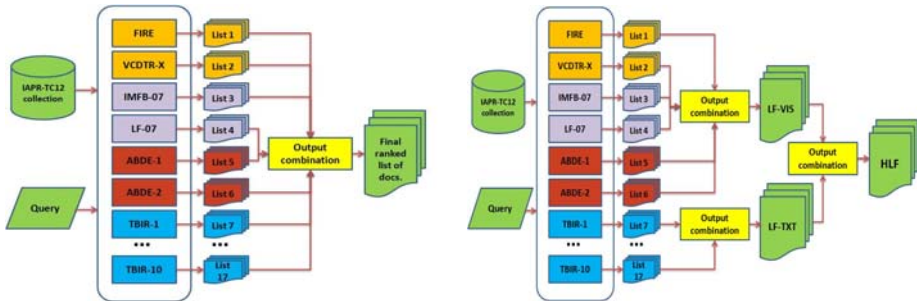 FIRE
List 1
VCDTR-X
List 2
IAPR-TC12
collection
IMFB-07
List 3
LF-07
List 4
Output
combination
Final
ranked
list of
docs.
ABDE-1
List 5
ABDE-2
List 6
Query
TBIR-1
List 7
•••
•••
TBIR-10
List
17
FIRE
List 1
VCDTR-X
List 2
IAPR-TC12
collection
IMFB-07
List 3
Output
combination
LF-VIS
LF-07
List 4
ABDE-1
List 5
Output
combination
HLF
ABDE-2
List 6
Query
TBIR-1
List 7
Output
combination
LF-TXT
•••
•••
TBIR-10
List
17